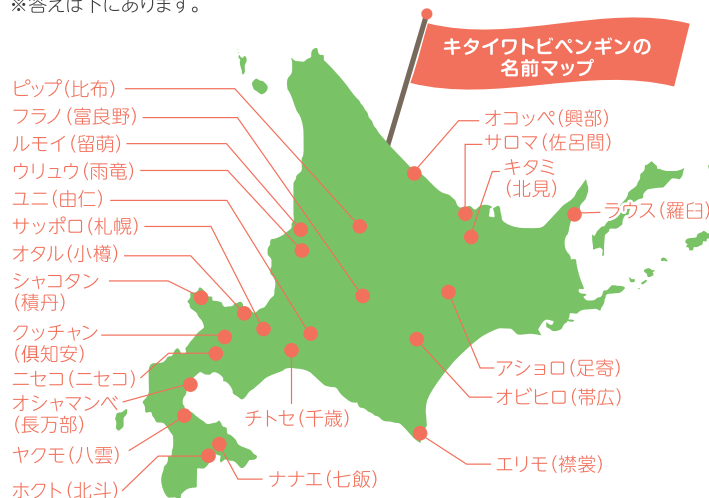 ※答えは下にあります。
キタイワトビペンギンの
名前マップ
ピップ(比布)
フラノ(富良野)
ルモイ(留萌)
ウリュウ(雨竜)
ユニ(由仁)
サッポロ(札幌)
オタル(小樽)
シャコタン
(積丹)
クッチャン
(倶知安)
ニセコ(ニセコ)
オシャマンベ
(長万部)
ヤクモ(八雲)
ホクト(北斗)
オコッペ(興部)
サロマ(佐呂間)
キタミ
(北見)
ラウス(羅臼)
アショロ(足寄)
オビヒロ(帯広)
チトセ(千歳)
エリモ(襟裳)
ナナエ(七飯)